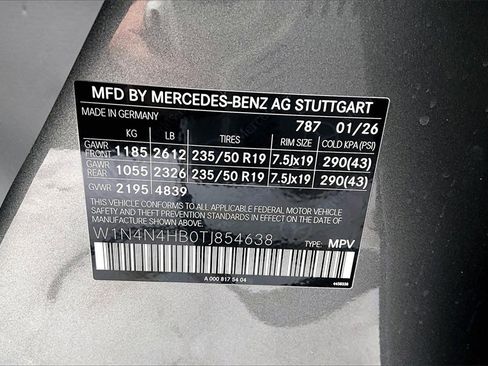 MFD BY MERCEDES-BENZ AG STUTTGART
MADE IN GERMANY 787 01/26
KG LB TIRES RIM SIZE COLD KPA (PSI)
GAWR FRONT 1185 2612 235/50 R19 7.5Jx19 290(43)
GAWR REAR 1055 2326 235/50 R19 7.5Jx19 290(43)
GVWR 2195 4839
THIS VEHICLE CONFORMS TO ALL APPLICABLE FEDERAL MOTOR VEHICLE
SAFETY AND THEFT PREVENTION STANDARDS IN EFFECT ON THE DATE
OF MANUFACTURE SHOWN ABOVE.
W1N4N4HB0TJ854638 TYPE: MPV
A 000 817 54 04